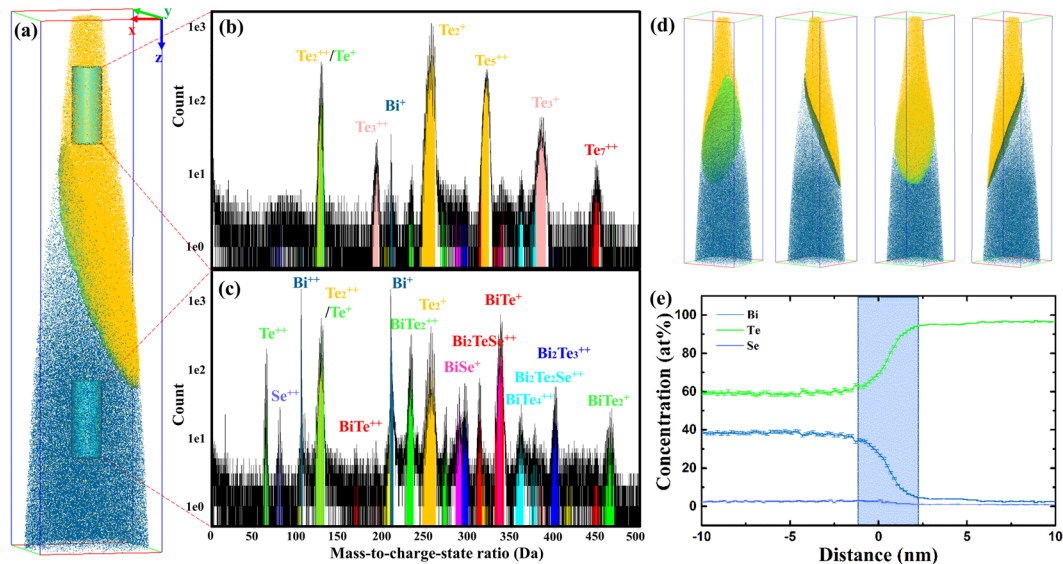 (a)
y
x
z
(b)
1e3
1e2
1e1
1e0
Count
Te₂⁺⁺/Te⁺
Te₃⁺⁺
Bi⁺
Te₂⁺
Te₅⁺⁺
Te₃⁺
Te₇⁺⁺
(c)
1e3
1e2
1e1
1e0
Count
Te⁺⁺
Se⁺⁺
Bi⁺⁺
Te₂⁺⁺
/Te⁺
BiTe⁺⁺
Bi⁺
BiTe₂⁺⁺
Te₂⁺
BiTe⁺
Bi₂TeSe⁺⁺
BiSe⁺
Bi₂Te₃⁺⁺
Bi₂Te₂Se⁺⁺
BiTe₄⁺⁺
BiTe₂⁺
0 50 100 150 200 250 300 350 400 450 500
Mass-to-charge-state ratio (Da)
(d)
(e)
100
80
60
40
20
0
Concentration (at%)
Bi
Te
Se
-10 -5 0 5 10
Distance (nm)